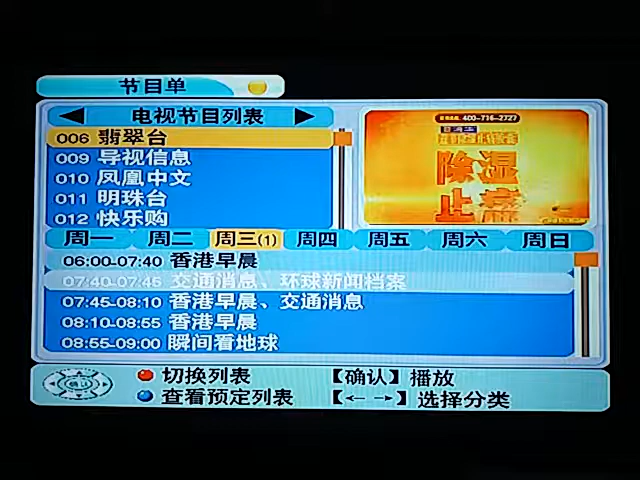 节目单
电视节目列表
400-716-2727
006 翡翠台
009 导视信息
除湿
010 凤凰中文
011 明珠台
止痒
012 快乐购
周一 周二 周三(1) 周四 周五 周六 周日
06:00-07:40 香港早晨
07:40-07:45 交通消息、环球新闻档案
07:45-08:10 香港早晨、交通消息
08:10-08:55 香港早晨
08:55-09:00 瞬间看地球
确认
切换列表 【确认】播放
查看预定列表 【←- -→】选择分类